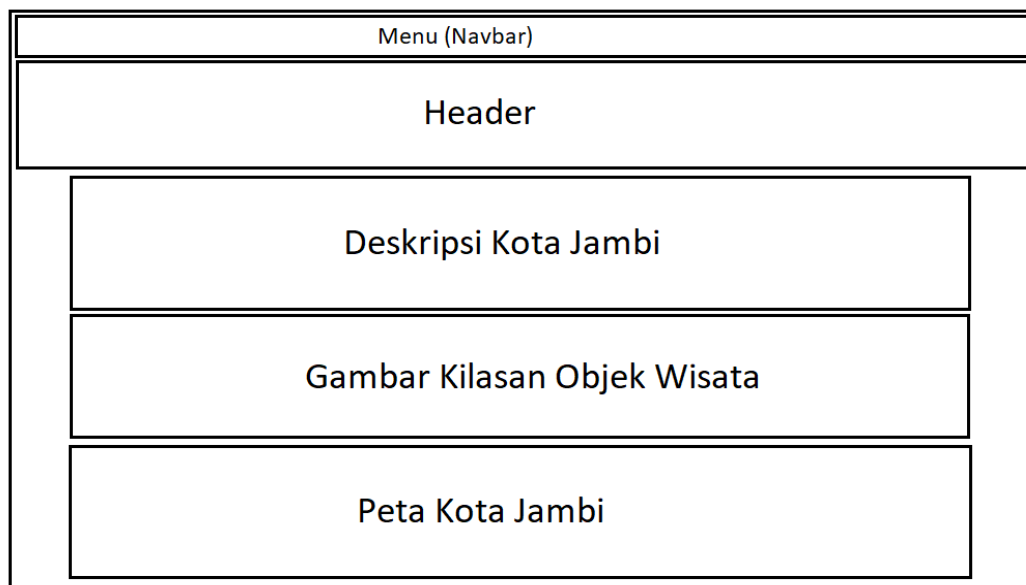 Menu (Navbar)
Header
Deskripsi Kota Jambi
Gambar Kilasan Objek Wisata
Peta Kota Jambi